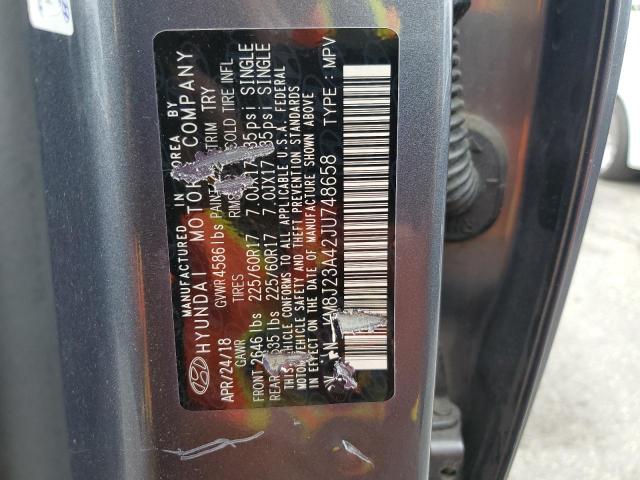 MANUFACTURED IN KOREA BY
HYUNDAI MOTOR COMPANY
APR/24/18 GVWR 4586 lbs PAINT TRIM TRY
GAWR TIRES RIMS COLD TIRE INFL
FRONT 2646 lbs 225/60R17 7.0JX17 35psi SINGLE
REAR 225/60R17 7.0JX17 35psi SINGLE
THIS VEHICLE CONFORMS TO ALL APPLICABLE U.S.A. FEDERAL
MOTOR VEHICLE SAFETY AND THEFT PREVENTION STANDARDS
IN EFFECT ON THE DATE OF MANUFACTURE SHOWN ABOVE
KM8J23A42JU748658 TYPE: MPV